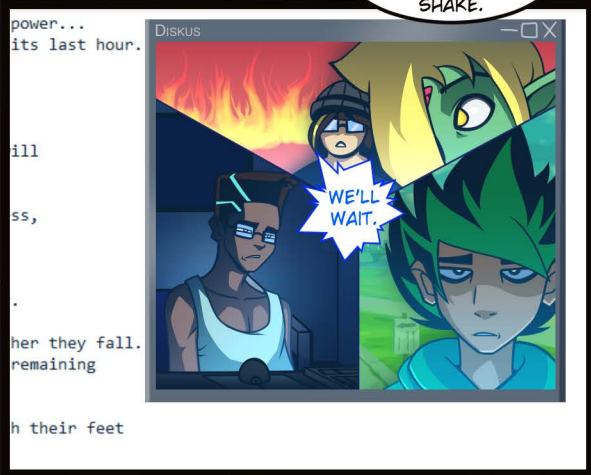 SHAKE.
power...
its last hour.
DISKUS
ill
ss,
WE'LL
WAIT.
.
her they fall.
remaining
h their feet